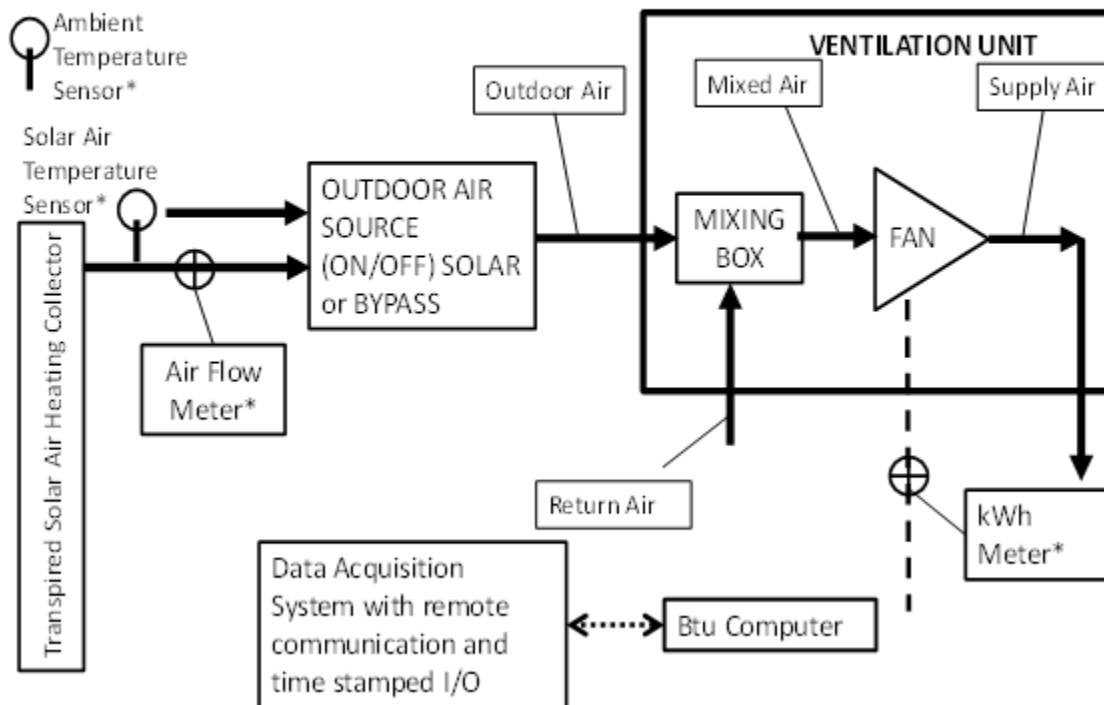 Ambient
Temperature
Sensor*
VENTILATION UNIT
Outdoor Air
Mixed Air
Supply Air
Solar Air
Temperature
Sensor*
OUTDOOR AIR
SOURCE
(ON/OFF) SOLAR
or BYPASS
MIXING
BOX
FAN
Transpired Solar Air Heating Collector
Air Flow
Meter*
Return Air
kWh
Meter*
Data Acquisition
System with remote
communication and
time stamped I/O
Btu Computer